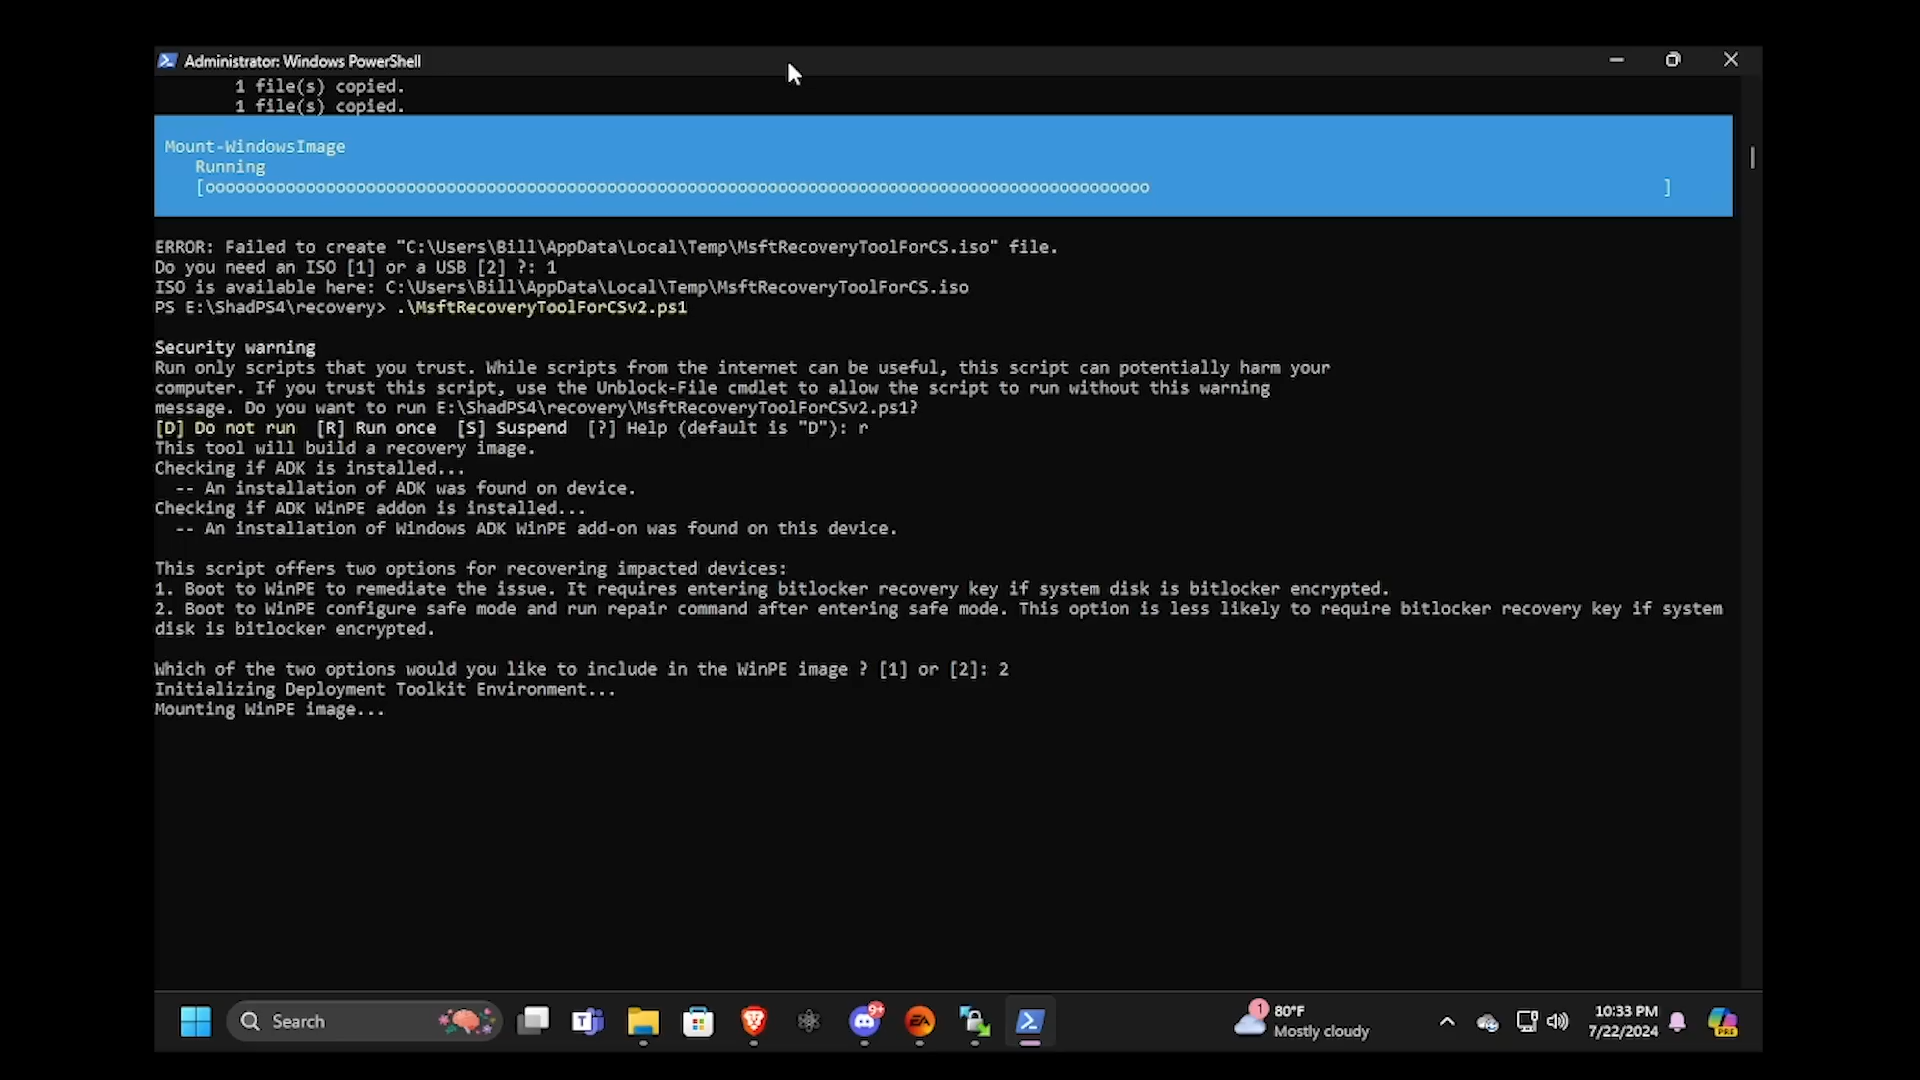 Administrator: Windows PowerShell
1 file(s) copied.
1 file(s) copied.
Mount-WindowsImage
Running
[oooooooooooooooooooooooooooooooooooooooooooooooooooooooooooooooooooooooooooooooooooooooooooooo ]
ERROR: Failed to create "C:\Users\Bill\AppData\Local\Temp\MsftRecoveryToolForCS.iso" file.
Do you need an ISO [1] or a USB [2] ?: 1
ISO is available here: C:\Users\Bill\AppData\Local\Temp\MsftRecoveryToolForCS.iso
PS E:\ShadPS4\recovery> .\MsftRecoveryToolForCSv2.ps1
Security warning
Run only scripts that you trust. While scripts from the internet can be useful, this script can potentially harm your
computer. If you trust this script, use the Unblock-File cmdlet to allow the script to run without this warning
message. Do you want to run E:\ShadPS4\recovery\MsftRecoveryToolForCSv2.ps1?
[D] Do not run  [R] Run once  [S] Suspend  [?] Help (default is "D"): r
This tool will build a recovery image.
Checking if ADK is installed...
-- An installation of ADK was found on device.
Checking if ADK WinPE addon is installed...
-- An installation of Windows ADK WinPE add-on was found on this device.
This script offers two options for recovering impacted devices:
1. Boot to WinPE to remediate the issue. It requires entering bitlocker recovery key if system disk is bitlocker encrypted.
2. Boot to WinPE configure safe mode and run repair command after entering safe mode. This option is less likely to require bitlocker recovery key if system
disk is bitlocker encrypted.
Which of the two options would you like to include in the WinPE image ? [1] or [2]: 2
Initializing Deployment Toolkit Environment...
Mounting WinPE image...
Search
T
9+
EA
1
80°F
Mostly cloudy
10:33 PM
7/22/2024
PRE